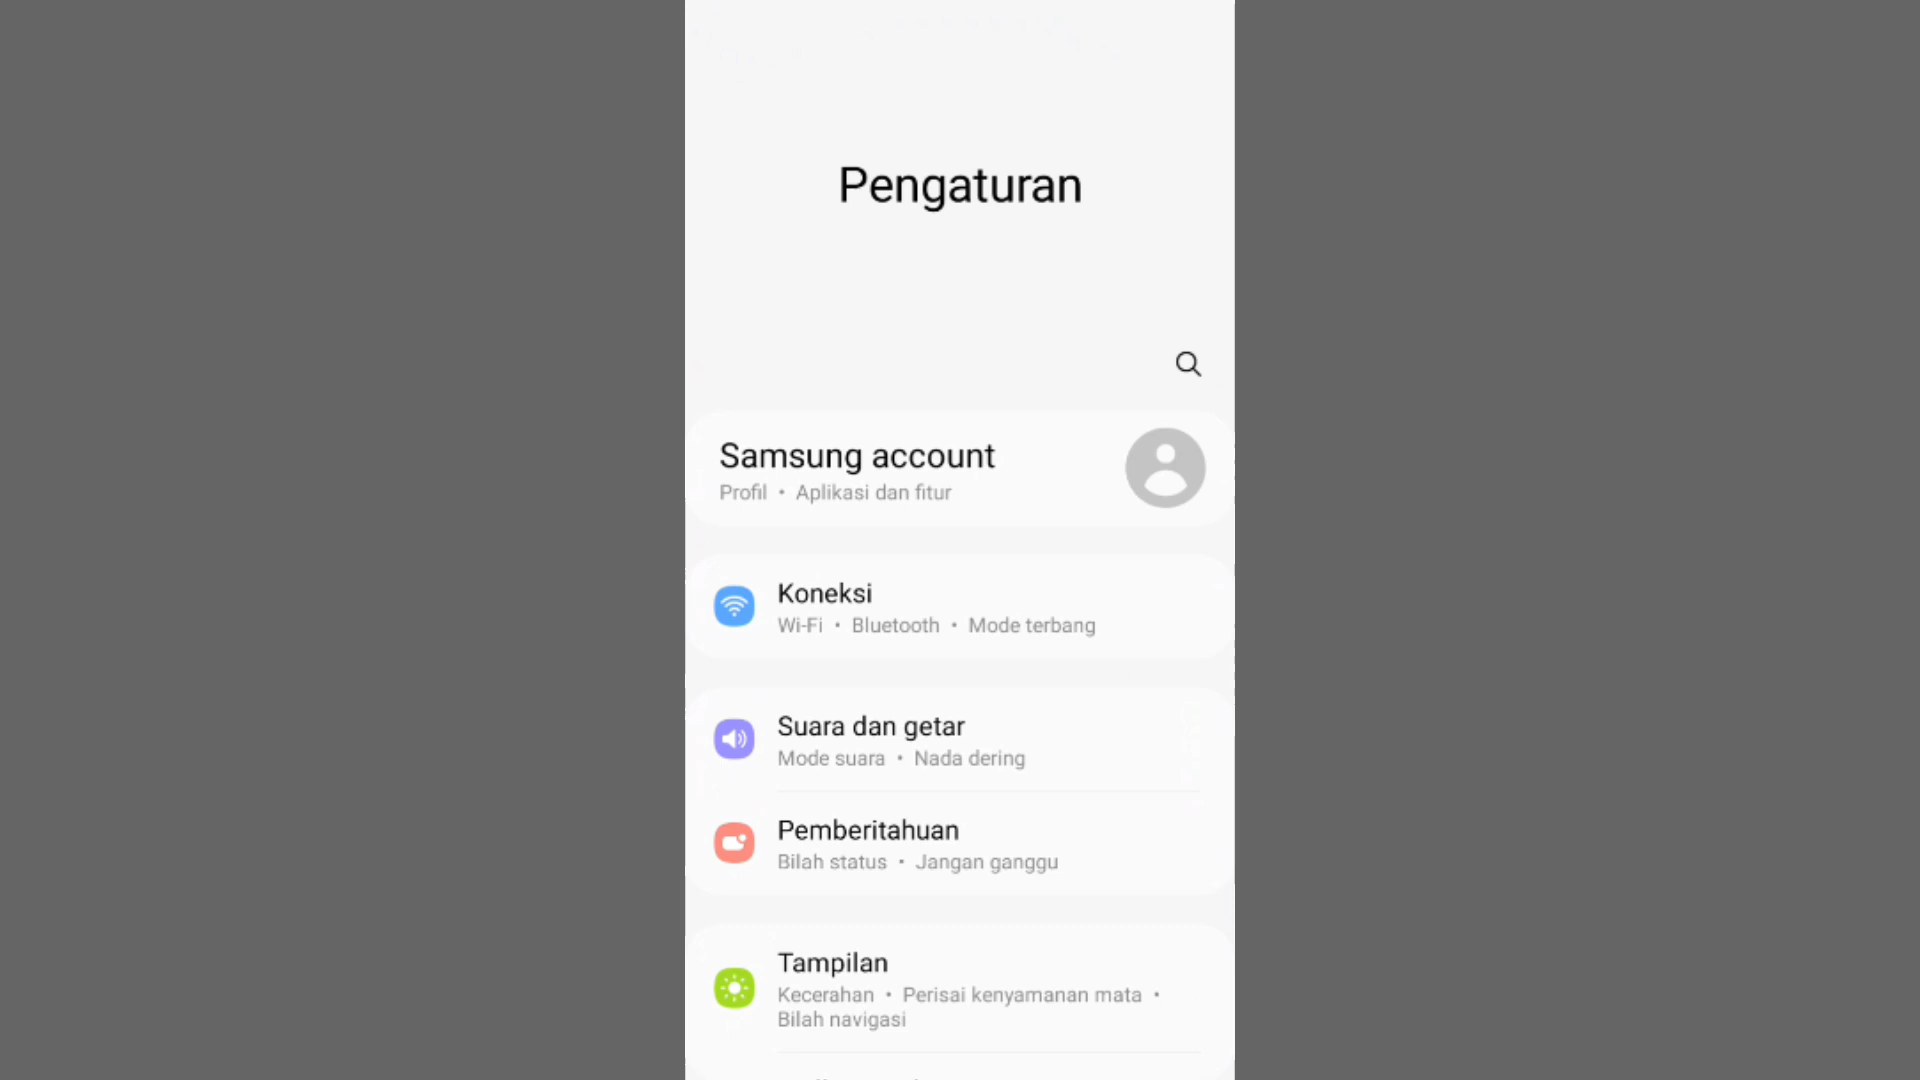 Pengaturan
Samsung account
Profil • Aplikasi dan fitur
Koneksi
Wi-Fi • Bluetooth • Mode terbang
Suara dan getar
Mode suara • Nada dering
Pemberitahuan
Bilah status • Jangan ganggu
Tampilan
Kecerahan • Perisai kenyamanan mata •
Bilah navigasi